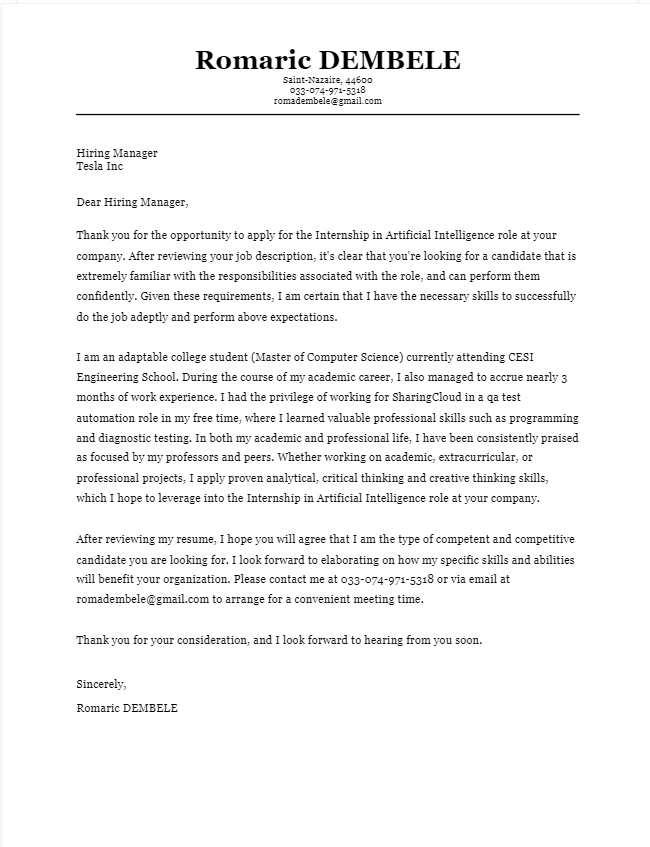 Romaric DEMBELE
Saint-Nazaire, 44600
033-074-971-5318
romadembele@gmail.com
Hiring Manager
Tesla Inc
Dear Hiring Manager,
Thank you for the opportunity to apply for the Internship in Artificial Intelligence role at your
company. After reviewing your job description, it's clear that you're looking for a candidate that is
extremely familiar with the responsibilities associated with the role, and can perform them
confidently. Given these requirements, I am certain that I have the necessary skills to successfully
do the job adeptly and perform above expectations.
I am an adaptable college student (Master of Computer Science) currently attending CESI
Engineering School. During the course of my academic career, I also managed to accrue nearly 3
months of work experience. I had the privilege of working for SharingCloud in a qa test
automation role in my free time, where I learned valuable professional skills such as programming
and diagnostic testing. In both my academic and professional life, I have been consistently praised
as focused by my professors and peers. Whether working on academic, extracurricular, or
professional projects, I apply proven analytical, critical thinking and creative thinking skills,
which I hope to leverage into the Internship in Artificial Intelligence role at your company.
After reviewing my resume, I hope you will agree that I am the type of competent and competitive
candidate you are looking for. I look forward to elaborating on how my specific skills and abilities
will benefit your organization. Please contact me at 033-074-971-5318 or via email at
romadembele@gmail.com to arrange for a convenient meeting time.
Thank you for your consideration, and I look forward to hearing from you soon.
Sincerely,
Romaric DEMBELE